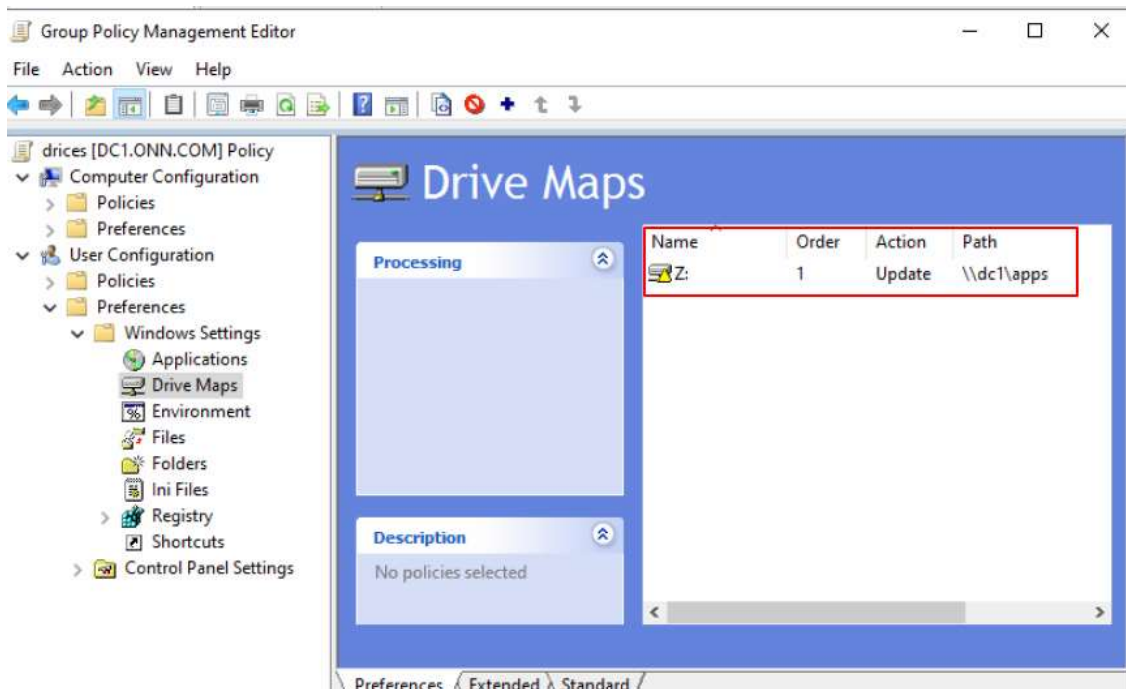 Group Policy Management Editor
File Action View Help
drices [DC1.ONN.COM] Policy
Computer Configuration
Policies
Preferences
User Configuration
Policies
Preferences
Windows Settings
Applications
Drive Maps
Environment
Files
Folders
Ini Files
Registry
Shortcuts
Control Panel Settings
Drive Maps
Processing
Description
No policies selected
Name Order Action Path
Z: 1 Update \\dc1\apps
Preferences Extended Standard